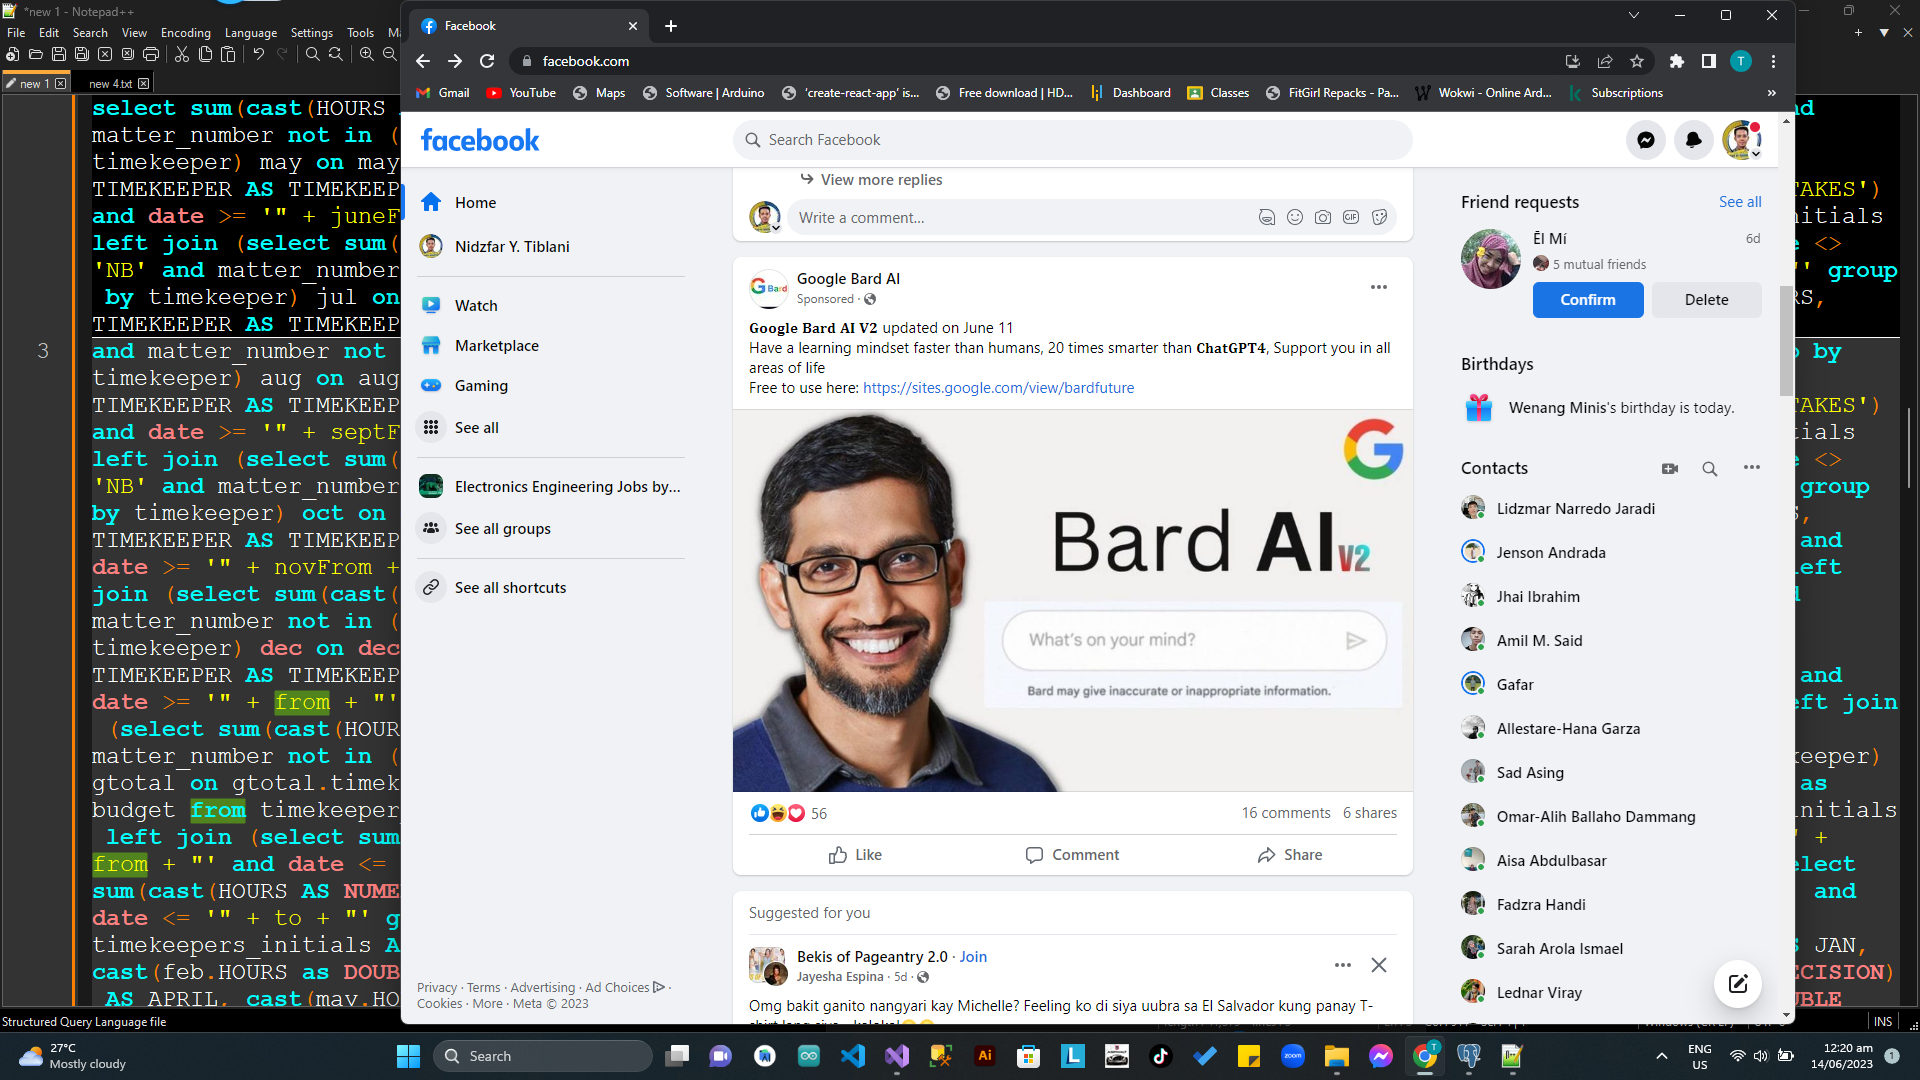 *new 1 - Notepad++
File Edit Search View Encoding Language Settings Tools
new 1 new 4.txt
select sum(cast(HOURS
matter_number not in (
timekeeper) may on may
TIMEKEEPER AS TIMEKEEP
and date >= '" + juneF
left join (select sum(
'NB' and matter_number
by timekeeper) jul on
TIMEKEEPER AS TIMEKEEP
3
and matter_number not
timekeeper) aug on aug
TIMEKEEPER AS TIMEKEEP
and date >= '" + septF
left join (select sum(
'NB' and matter_number
by timekeeper) oct on
TIMEKEEPER AS TIMEKEEP
date >= '" + novFrom +
join (select sum(cast(
matter_number not in (
timekeeper) dec on dec
TIMEKEEPER AS TIMEKEEP
date >= '" + from + "'
(select sum(cast(HOUR
matter_number not in (
gtotal on gtotal.timek
budget from timekeeper
left join (select sum
from + "' and date <=
sum(cast(HOURS AS NUME
date <= '" + to + "' g
timekeepers_initials A
cast(feb.HOURS as DOUB
AS APRIL, cast(may.HO
Structured Query Language file
Facebook
facebook.com
T
Gmail YouTube Maps Software | Arduino 'create-react-app' is... Free download | HD... Dashboard Classes FitGirl Repacks - Pa... Wokwi - Online Ard... Subscriptions »
facebook
Search Facebook
Home
Nidzfar Y. Tiblani
Watch
Marketplace
Gaming
See all
Electronics Engineering Jobs by...
See all groups
See all shortcuts
Privacy · Terms · Advertising · Ad Choices ·
Cookies · More · Meta © 2023
View more replies
Write a comment...
GIF
Google Bard AI
Sponsored ·
Google Bard AI V2 updated on June 11
Have a learning mindset faster than humans, 20 times smarter than ChatGPT4, Support you in all
areas of life
Free to use here: https://sites.google.com/view/bardfuture
Bard AI V2
What's on your mind?
Bard may give inaccurate or inappropriate information.
56
16 comments 6 shares
Like Comment Share
Suggested for you
Bekis of Pageantry 2.0 · Join
Jayesha Espina · 5d ·
Omg bakit ganito nangyari kay Michelle? Feeling ko di siya uubra sa El Salvador kung panay T-
Friend requests See all
Ēl Mí 6d
5 mutual friends
Confirm Delete
Birthdays
Wenang Minis's birthday is today.
Contacts
Lidzmar Narredo Jaradi
Jenson Andrada
Jhai Ibrahim
Amil M. Said
Gafar
Allestare-Hana Garza
Sad Asing
Omar-Alih Ballaho Dammang
Aisa Abdulbasar
Fadzra Handi
Sarah Arola Ismael
Lednar Viray
TAKES')
<>
'' group
RS,
by
TAKES')
<>
group
and
left
and
eft join
as
' +
elect
and
JAN,
INS
27°C
Mostly cloudy
Search
Ai
L
zoom
ENG
US
12:20 am
14/06/2023
1